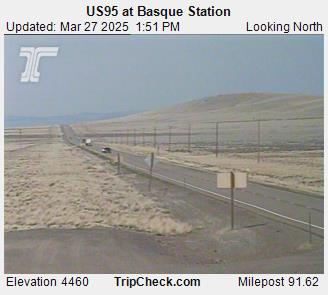 US95 at Basque Station
Updated: Mar 27 2025 1:51 PM Looking North
Elevation 4460 TripCheck.com Milepost 91.62